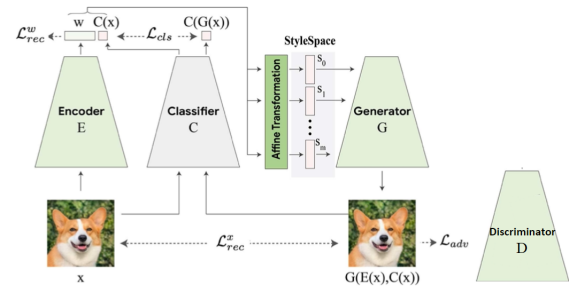 w C(x) C(G(x))
ℒ^w_rec ℒ_cls
StyleSpace
Encoder
E
Classifier
C
Affine Transformation
S_0
S_1
S_m
Generator
G
Discriminator
D
ℒ^x_rec
ℒ_adv
x
G(E(x),C(x))